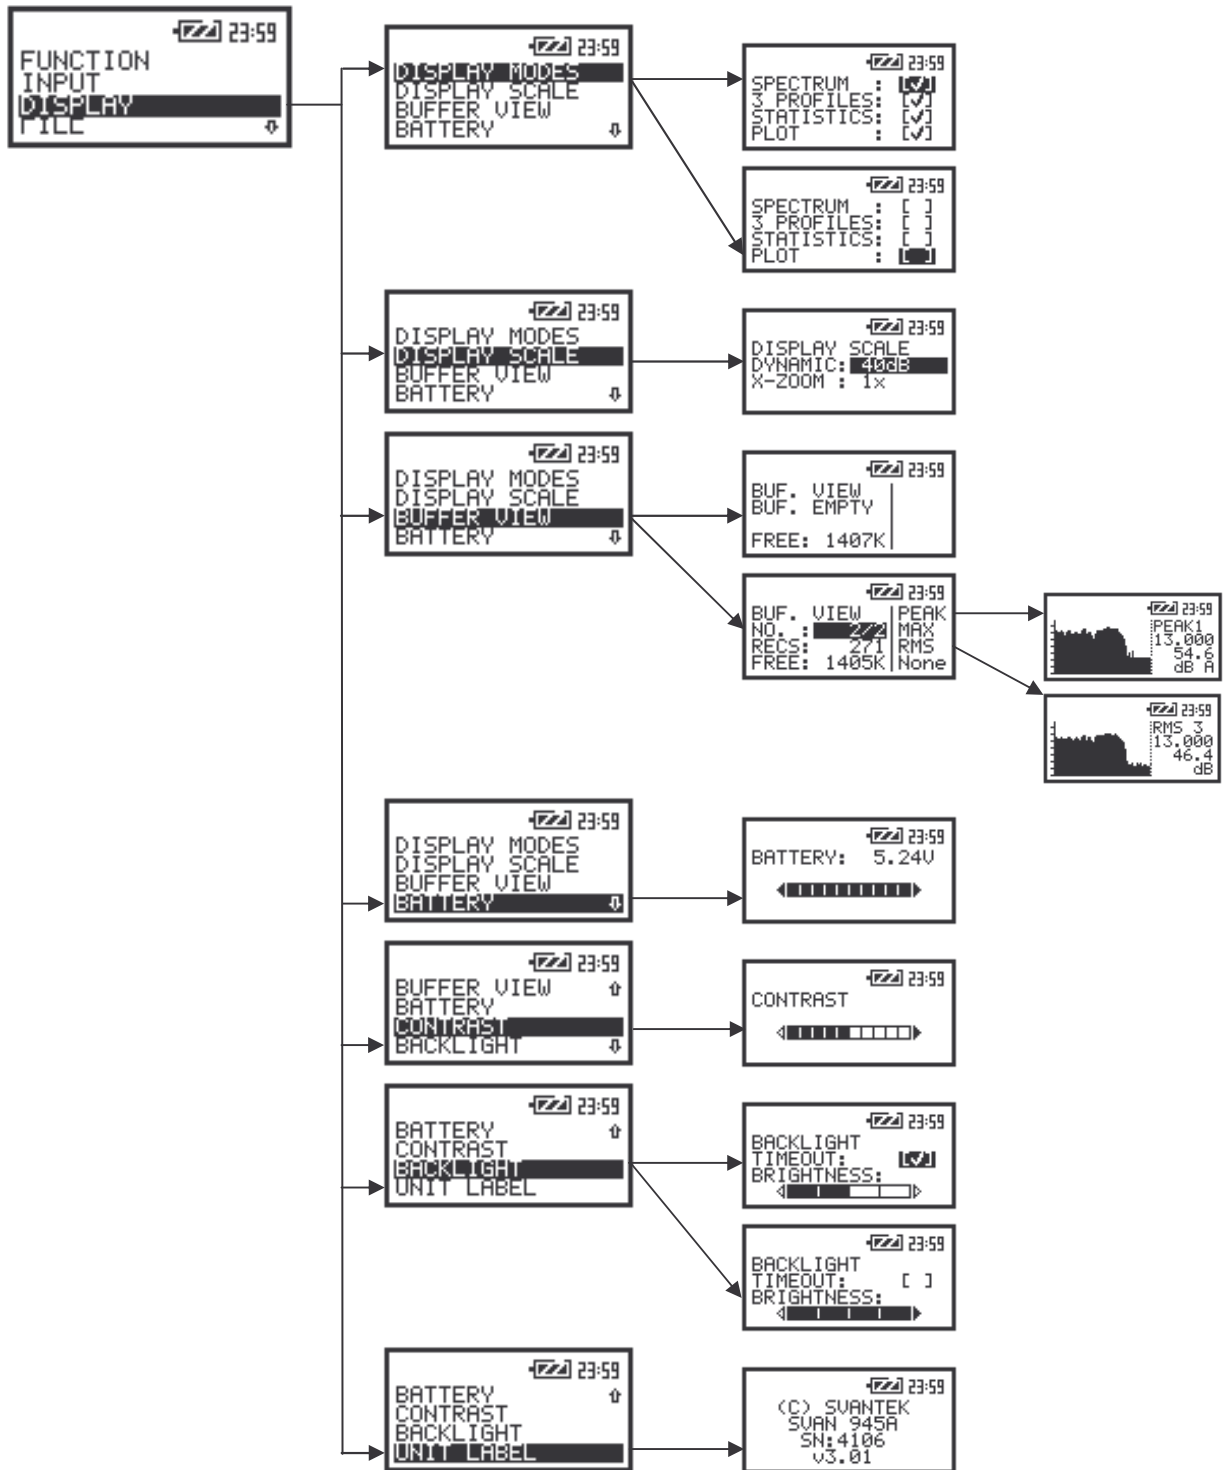 23:59
FUNCTION
INPUT
DISPLAY
FILE
23:59
DISPLAY MODES
DISPLAY SCALE
BUFFER VIEW
BATTERY
23:59
SPECTRUM : [✓]
3 PROFILES: [✓]
STATISTICS: [✓]
PLOT : [✓]
23:59
SPECTRUM : [ ]
3 PROFILES: [ ]
STATISTICS: [ ]
PLOT : [ ]
23:59
DISPLAY MODES
DISPLAY SCALE
BUFFER VIEW
BATTERY
23:59
DISPLAY SCALE
DYNAMIC: 40dB
X-ZOOM : 1x
23:59
DISPLAY MODES
DISPLAY SCALE
BUFFER VIEW
BATTERY
23:59
BUF. VIEW
BUF. EMPTY
FREE: 1407K
23:59
BUF. VIEW PEAK
NO. : 2/2 MAX
RECS: 271 RMS
FREE: 1405K None
23:59
PEAK1
13.000
54.6
dB A
23:59
RMS 3
13.000
46.4
dB
23:59
DISPLAY MODES
DISPLAY SCALE
BUFFER VIEW
BATTERY
23:59
BATTERY: 5.24V
23:59
BUFFER VIEW
BATTERY
CONTRAST
BACKLIGHT
23:59
CONTRAST
23:59
BATTERY
CONTRAST
BACKLIGHT
UNIT LABEL
23:59
BACKLIGHT
TIMEOUT: [✓]
BRIGHTNESS:
23:59
BACKLIGHT
TIMEOUT: [ ]
BRIGHTNESS:
23:59
BATTERY
CONTRAST
BACKLIGHT
UNIT LABEL
23:59
(C) SVANTEK
SVAN 945A
SN:4106
v3.01